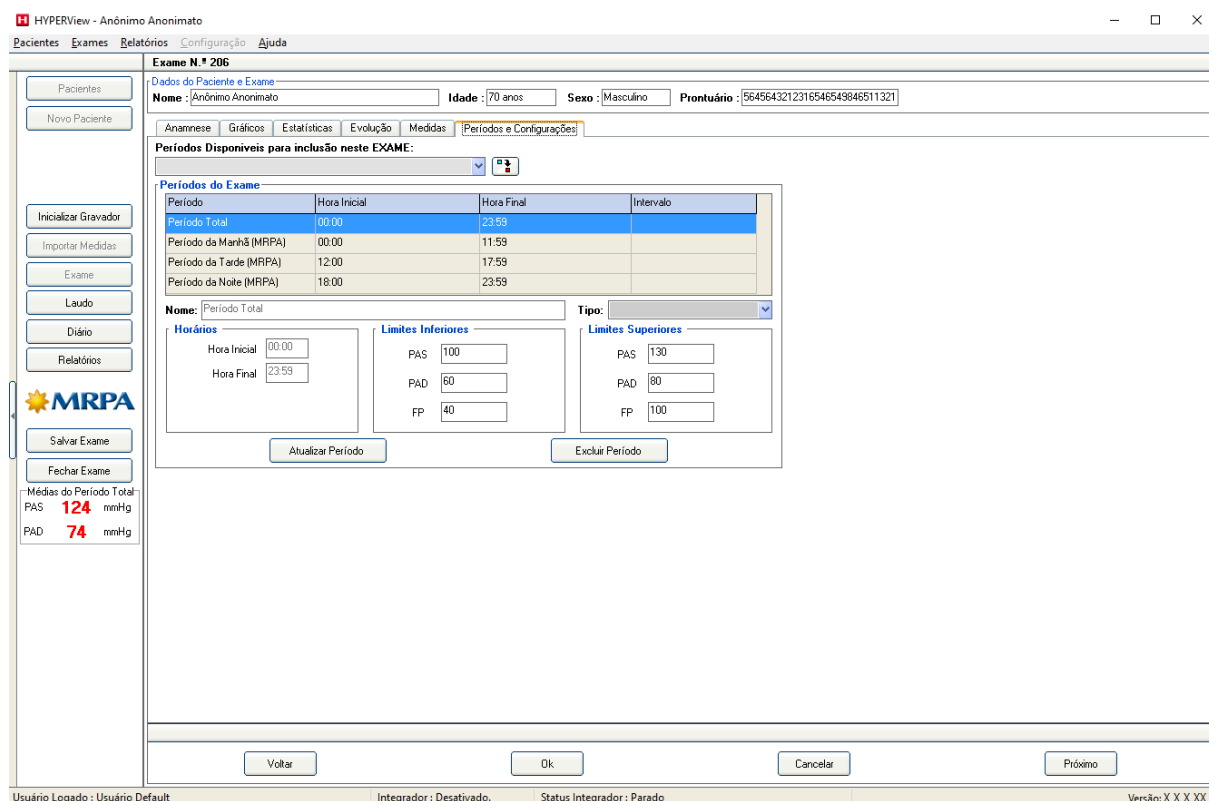 HYPERView - Anônimo Anonimato
Pacientes Exames Relatórios Configuração Ajuda
Exame N.º 206
Pacientes
Novo Paciente
Inicializar Gravador
Importar Medidas
Exame
Laudo
Diário
Relatórios
MRPA
Salvar Exame
Fechar Exame
Médias do Período Total
PAS 124 mmHg
PAD 74 mmHg
Dados do Paciente e Exame
Nome : Anônimo Anonimato Idade : 70 anos Sexo : Masculino Prontuário : 5645643212316546549846511321
Anamnese Gráficos Estatísticas Evolução Medidas Períodos e Configurações
Períodos Disponiveis para inclusão neste EXAME:
Períodos do Exame
Período Hora Inicial Hora Final Intervalo
Período Total 00:00 23:59
Período da Manhã (MRPA) 00:00 11:59
Período da Tarde (MRPA) 12:00 17:59
Período da Noite (MRPA) 18:00 23:59
Nome: Período Total Tipo:
Horários
Hora Inicial 00:00
Hora Final 23:59
Limites Inferiores
PAS 100
PAD 60
FP 40
Limites Superiores
PAS 130
PAD 80
FP 100
Atualizar Período Excluir Período
Voltar Ok Cancelar Próximo
Usuário Logado : Usuário Default Integrador : Desativado. Status Integrador : Parado Versão: X X X XX